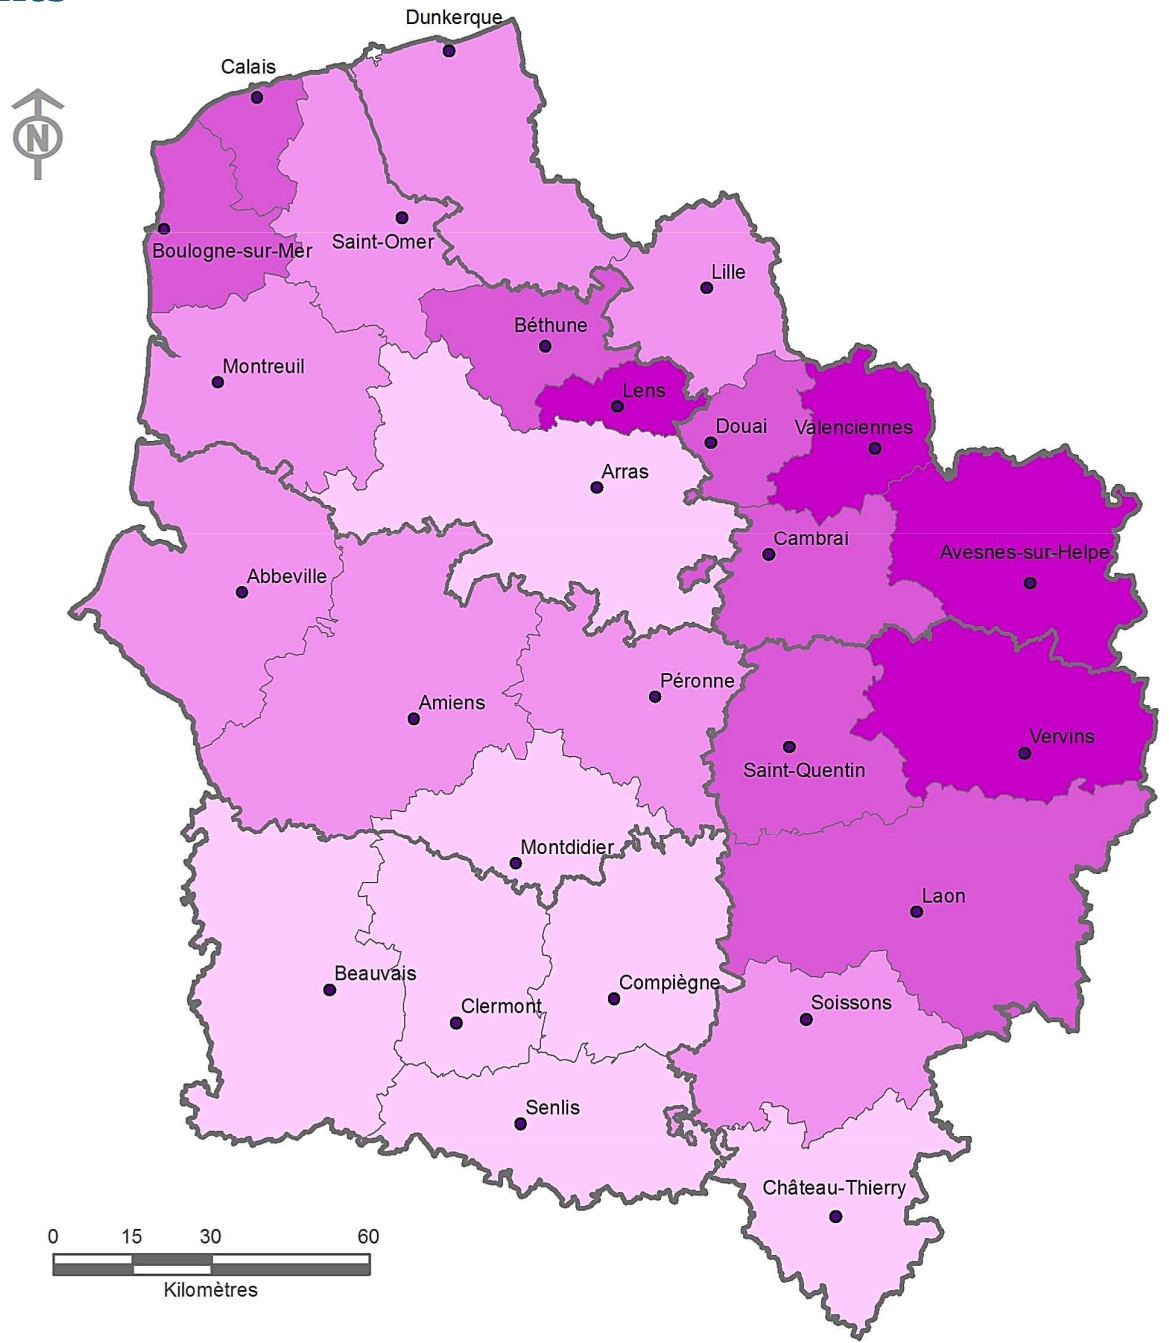 Dunkerque
Calais
N
Saint-Omer
Boulogne-sur-Mer
Lille
Béthune
Montreuil
Lens
Douai
Valenciennes
Arras
Cambrai
Avesnes-sur-Helpe
Abbeville
Péronne
Amiens
Vervins
Saint-Quentin
Montdidier
Laon
Beauvais
Compiègne
Clermont
Soissons
Senlis
Château-Thierry
0 15 30 60
Kilomètres